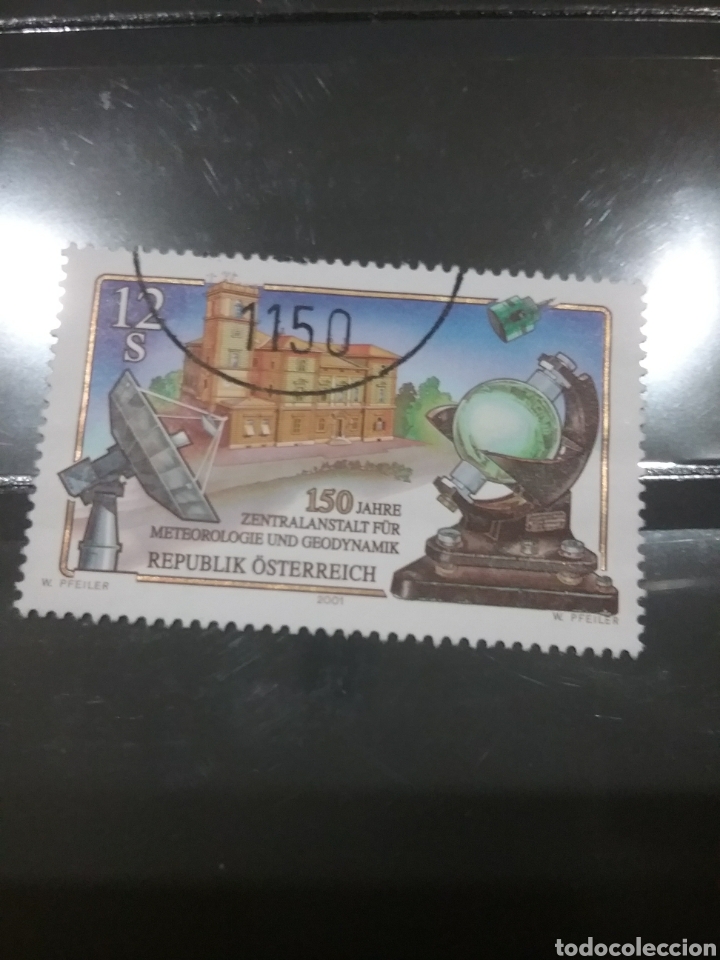 12
S
1150
150 JAHRE
ZENTRALANSTALT FÜR
METEOROLOGIE UND GEODYNAMIK
REPUBLIK ÖSTERREICH
W. PFEILER
2001
W. PFEILER
todocoleccion